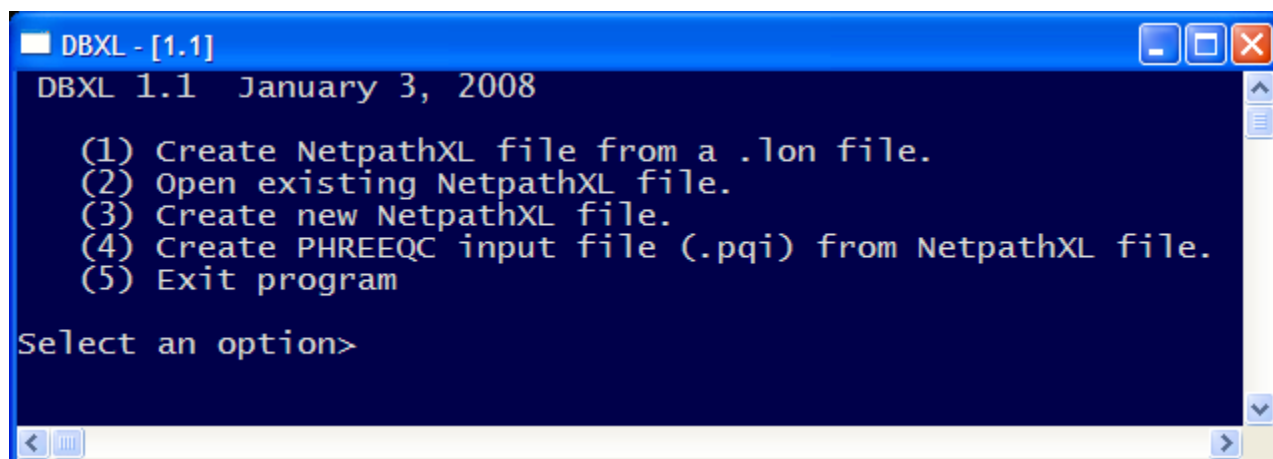 DBXL - [1.1]
DBXL 1.1  January 3, 2008
(1) Create NetpathXL file from a .lon file.
(2) Open existing NetpathXL file.
(3) Create new NetpathXL file.
(4) Create PHREEQC input file (.pqi) from NetpathXL file.
(5) Exit program
Select an option>